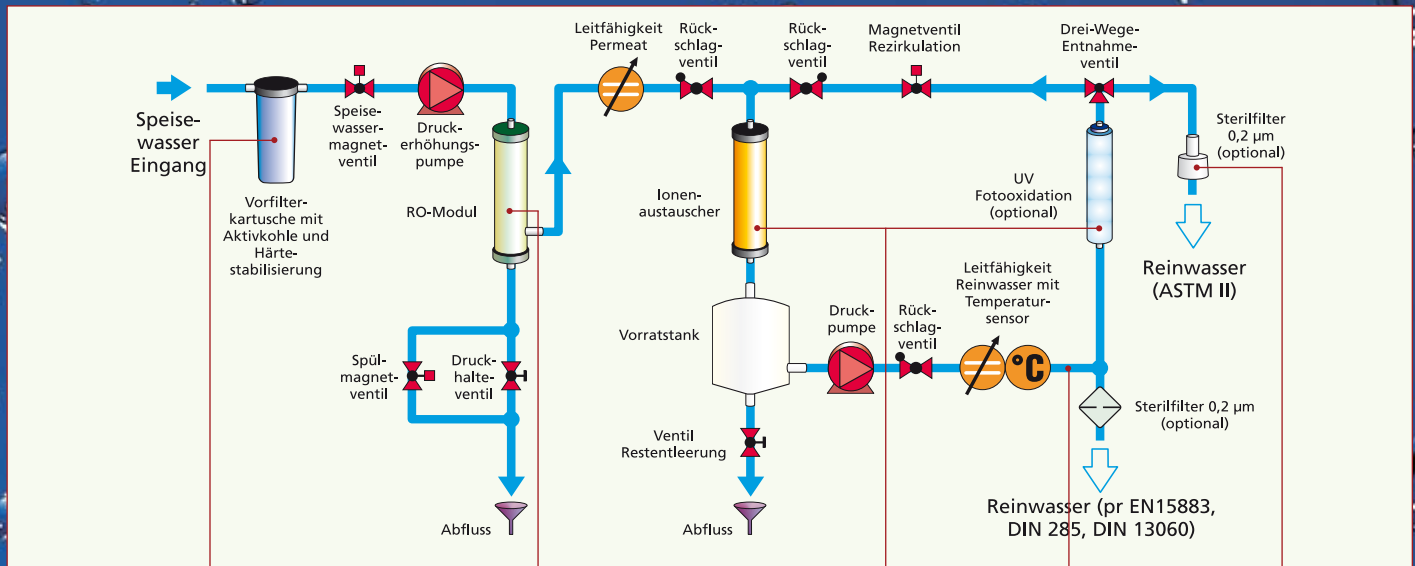 Leitfähigkeit
Permeat
Rück-
schlag-
ventil
Rück-
schlag-
ventil
Magnetventil
Rezirkulation
Drei-Wege-
Entnahme-
ventil
Speise-
wasser
Eingang
Speise-
wasser-
magnet-
ventil
Druck-
erhöhungs-
pumpe
Sterilfilter
0,2 µm
(optional)
Vorfilter-
kartusche mit
Aktivkohle und
Härte-
stabilisierung
RO-Modul
Ionen-
austauscher
UV
Fotooxidation
(optional)
Reinwasser
(ASTM II)
Leitfähigkeit
Reinwasser mit
Temperatur-
sensor
Vorratstank
Druck-
pumpe
Rück-
schlag-
ventil
°C
Spül-
magnet-
ventil
Druck-
halte-
ventil
Sterilfilter 0,2 µm
(optional)
Ventil
Restentleerung
Reinwasser (pr EN15883,
DIN 285, DIN 13060)
Abfluss
Abfluss